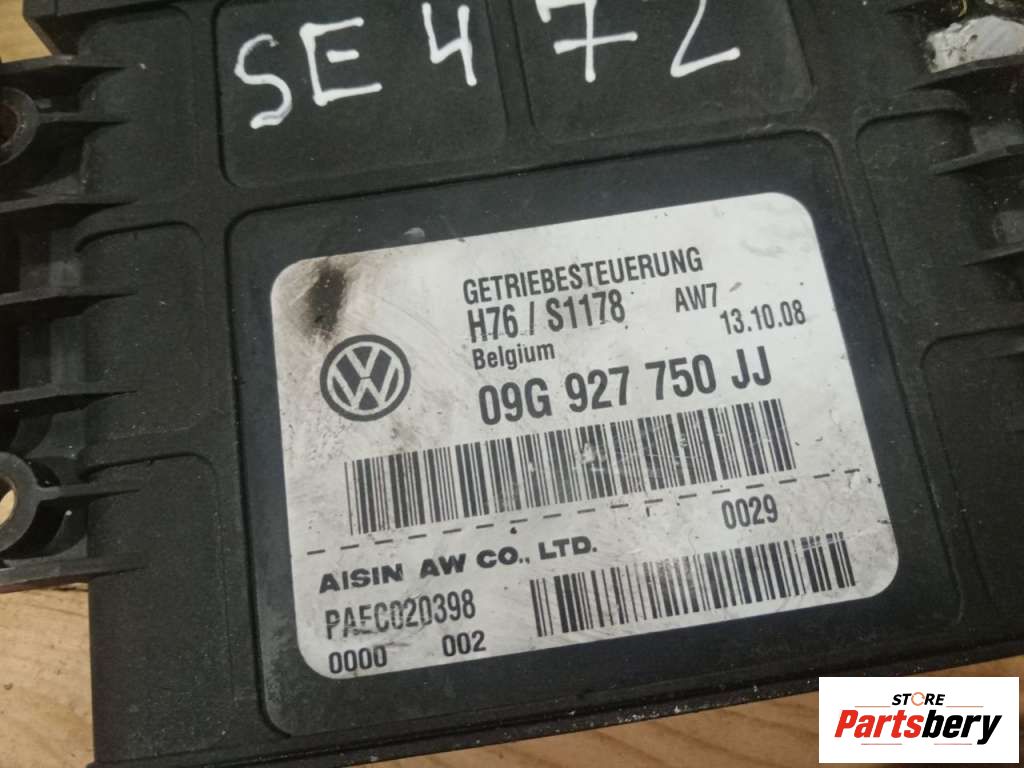 SE472
GETRIEBESTEUERUNG
H76 / S1178 AW7 13.10.08
Belgium
09G 927 750 JJ
0029
AISIN AW CO., LTD.
PAEC020398
0000 002
STORE
Partsbery